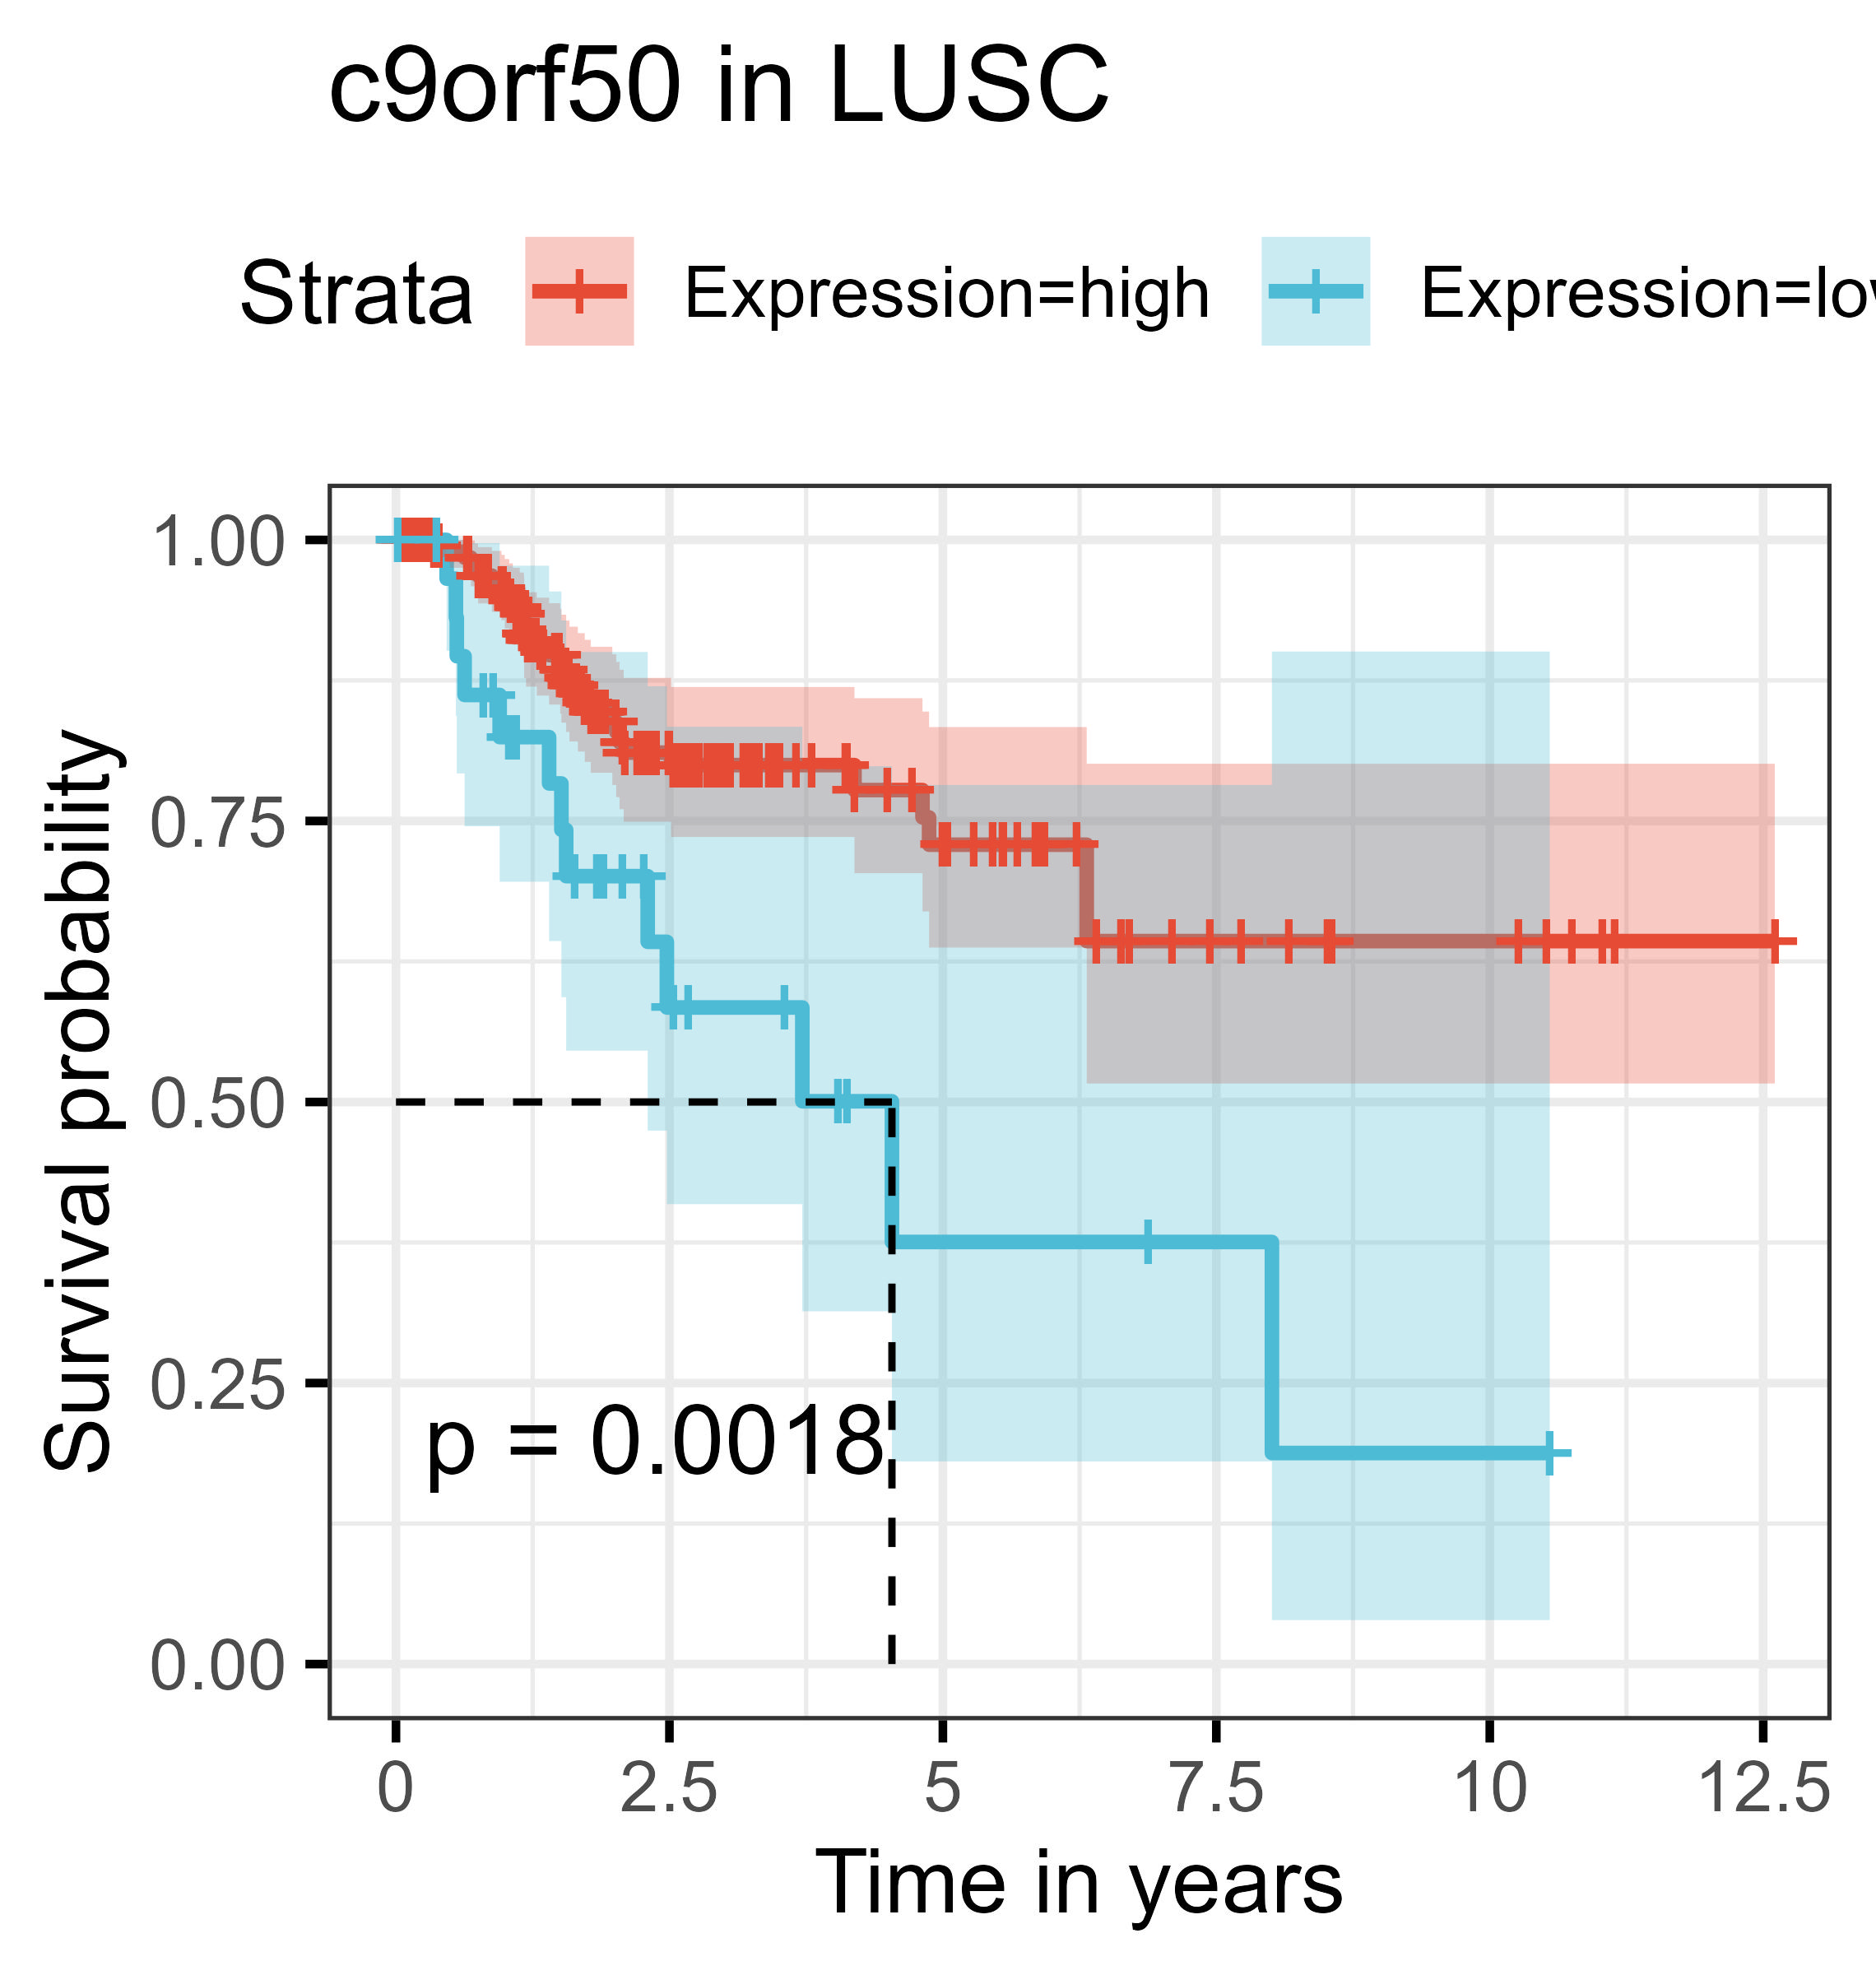 c9orf50 in LUSC
Strata Expression=high Expression=lo
Survival probability
1.00
0.75
0.50
0.25
0.00
p = 0.0018
0 2.5 5 7.5 10 12.5
Time in years